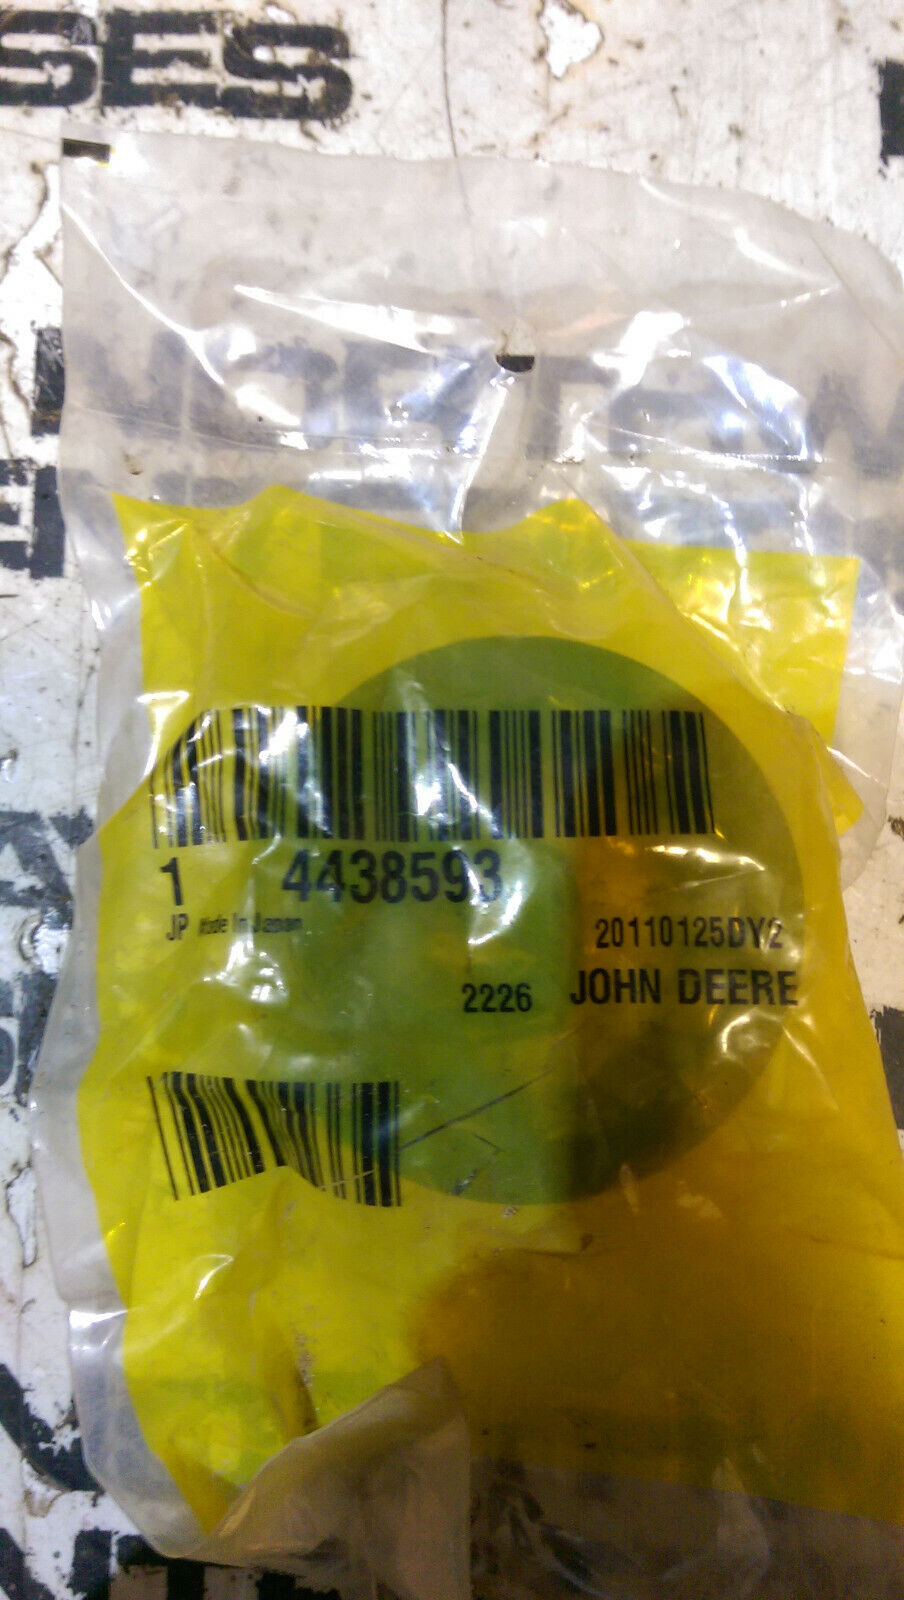 SES
1 4438593
JP Made In Japan
20110125DY2
2226 JOHN DEERE